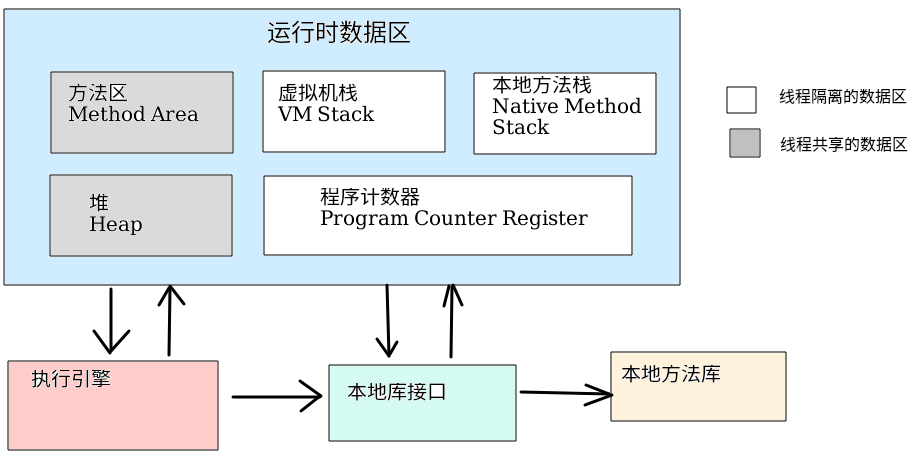 运行时数据区
方法区
Method Area
虚拟机栈
VM Stack
本地方法栈
Native Method
Stack
堆
Heap
程序计数器
Program Counter Register
线程隔离的数据区
线程共享的数据区
执行引擎
本地库接口
本地方法库